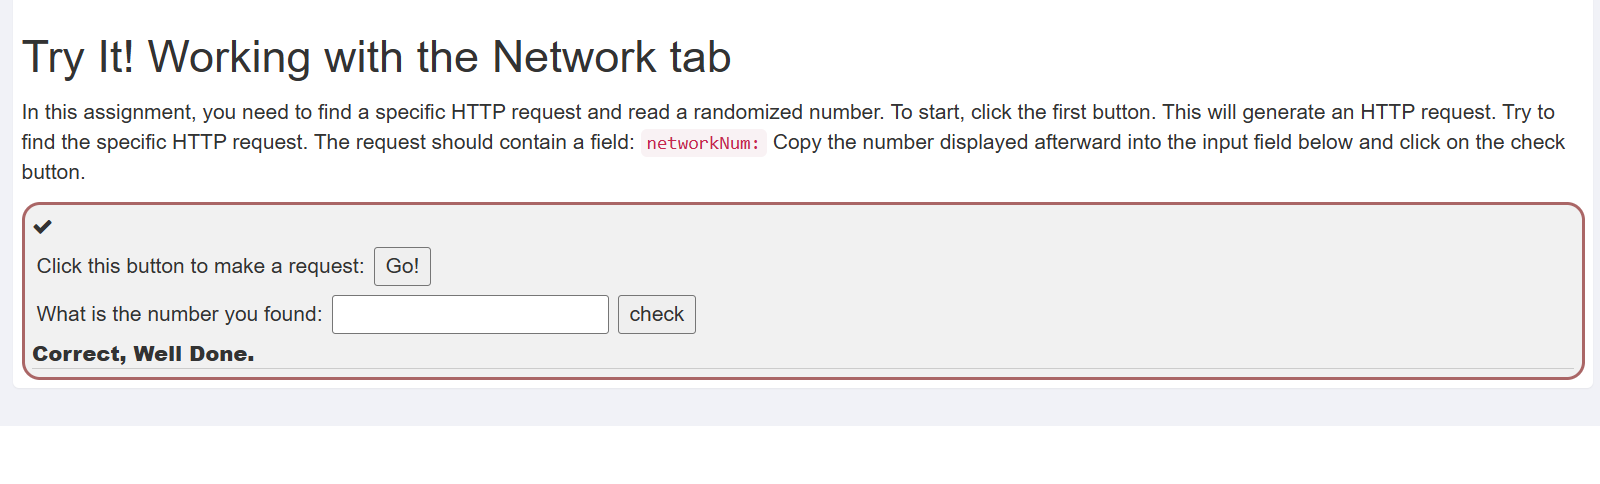 Try It! Working with the Network tab
In this assignment, you need to find a specific HTTP request and read a randomized number. To start, click the first button. This will generate an HTTP request. Try to
find the specific HTTP request. The request should contain a field: networkNum: Copy the number displayed afterward into the input field below and click on the check
button.
Click this button to make a request: Go!
What is the number you found: check
Correct, Well Done.